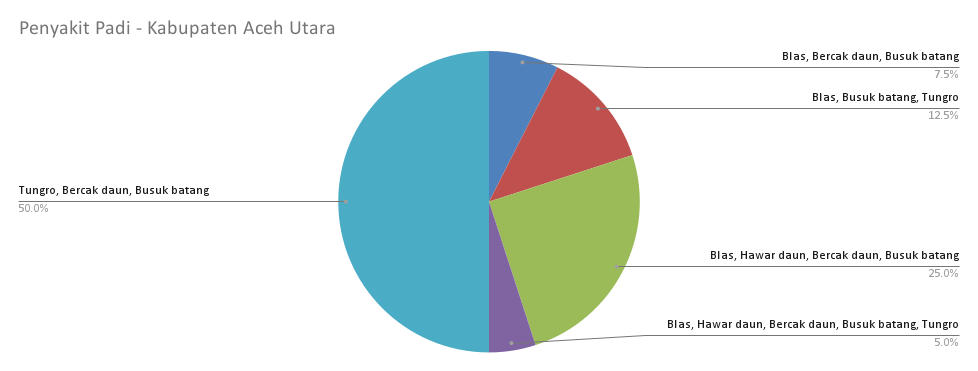 Penyakit Padi - Kabupaten Aceh Utara
Blas, Bercak daun, Busuk batang
7.5%
Blas, Busuk batang, Tungro
12.5%
Tungro, Bercak daun, Busuk batang
50.0%
Blas, Hawar daun, Bercak daun, Busuk batang
25.0%
Blas, Hawar daun, Bercak daun, Busuk batang, Tungro
5.0%